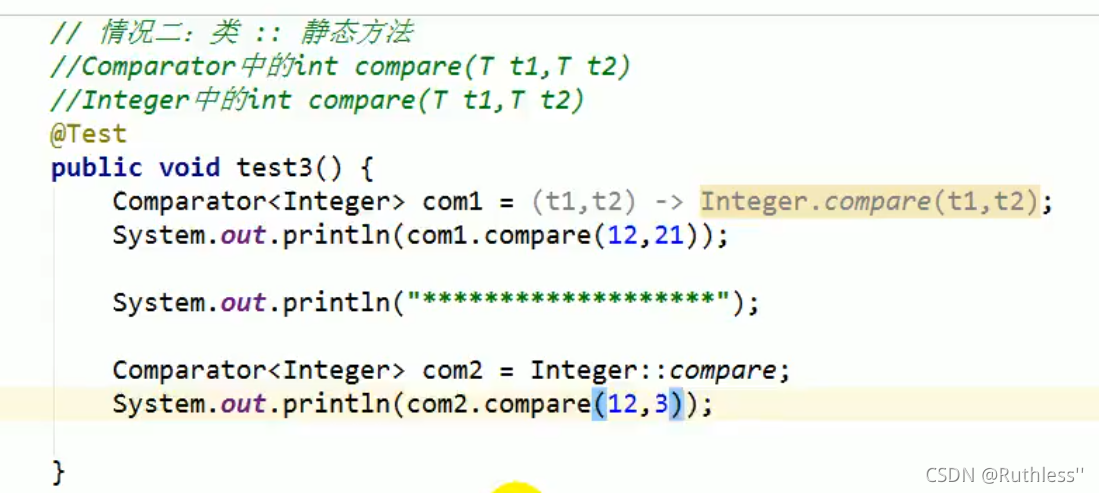 // 情况二：类 :: 静态方法
//Comparator中的int compare(T t1,T t2)
//Integer中的int compare(T t1,T t2)
@Test
public void test3() {
    Comparator<Integer> com1 = (t1,t2) -> Integer.compare(t1,t2);
    System.out.println(com1.compare(12,21));

    System.out.println("*******************");

    Comparator<Integer> com2 = Integer::compare;
    System.out.println(com2.compare(12,3));

}
CSDN @Ruthless"